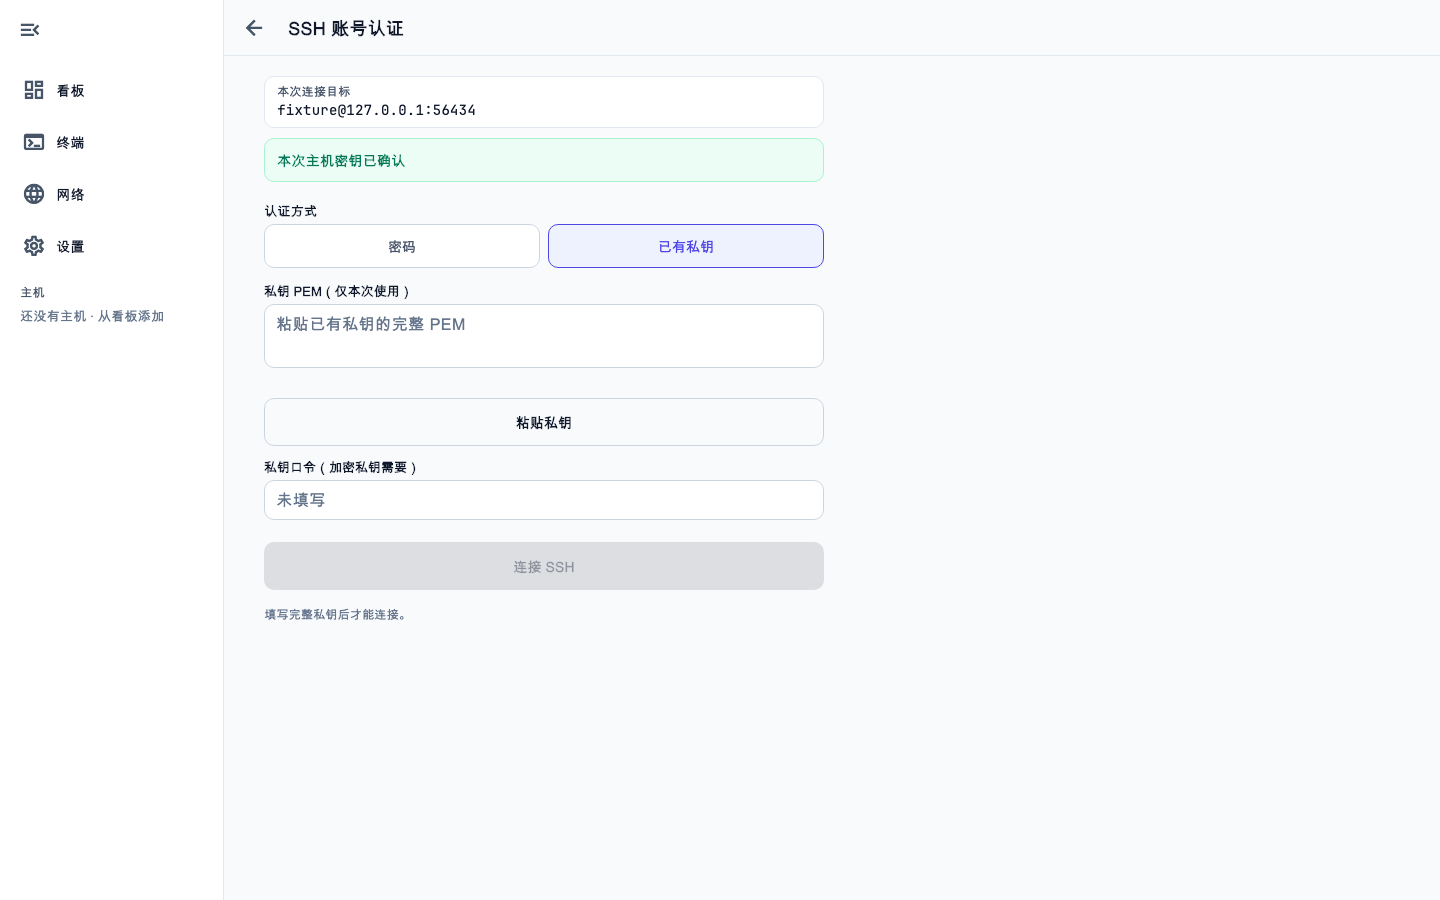 SSH 账号认证
看板
终端
网络
设置
主机
还没有主机 · 从看板添加
本次连接目标
fixture@127.0.0.1:56434
本次主机密钥已确认
认证方式
密码
已有私钥
私钥 PEM（仅本次使用）
粘贴已有私钥的完整 PEM
粘贴私钥
私钥口令（加密私钥需要）
未填写
连接 SSH
填写完整私钥后才能连接。